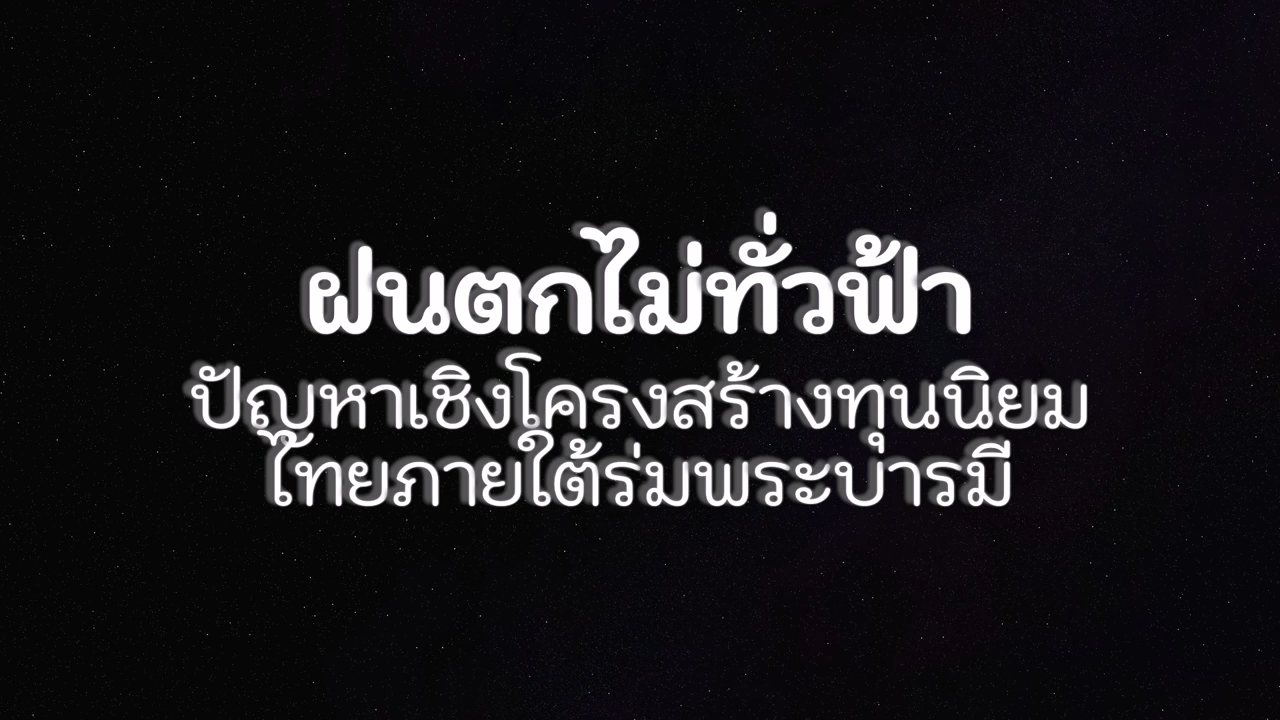 ฝนตกไม่ทั่วฟ้า
ปัญหาเชิงโครงสร้างทุนนิยม
ไทยภายใต้ร่มพระบารมี